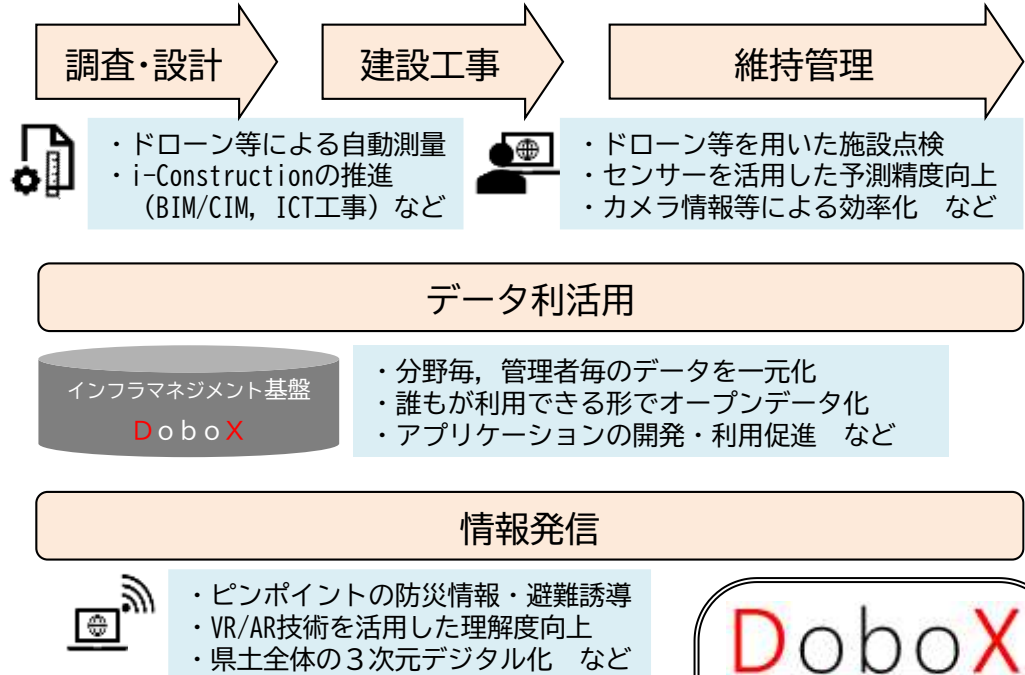 調査・設計
建設工事
維持管理
・ドローン等による自動測量
・i-Constructionの推進
（BIM/CIM，ICT工事）など
・ドローン等を用いた施設点検
・センサーを活用した予測精度向上
・カメラ情報等による効率化　など
データ利活用
インフラマネジメント基盤
DoboX
・分野毎，管理者毎のデータを一元化
・誰もが利用できる形でオープンデータ化
・アプリケーションの開発・利用促進　など
情報発信
・ピンポイントの防災情報・避難誘導
・VR/AR技術を活用した理解度向上
・県土全体の３次元デジタル化　など
DoboX